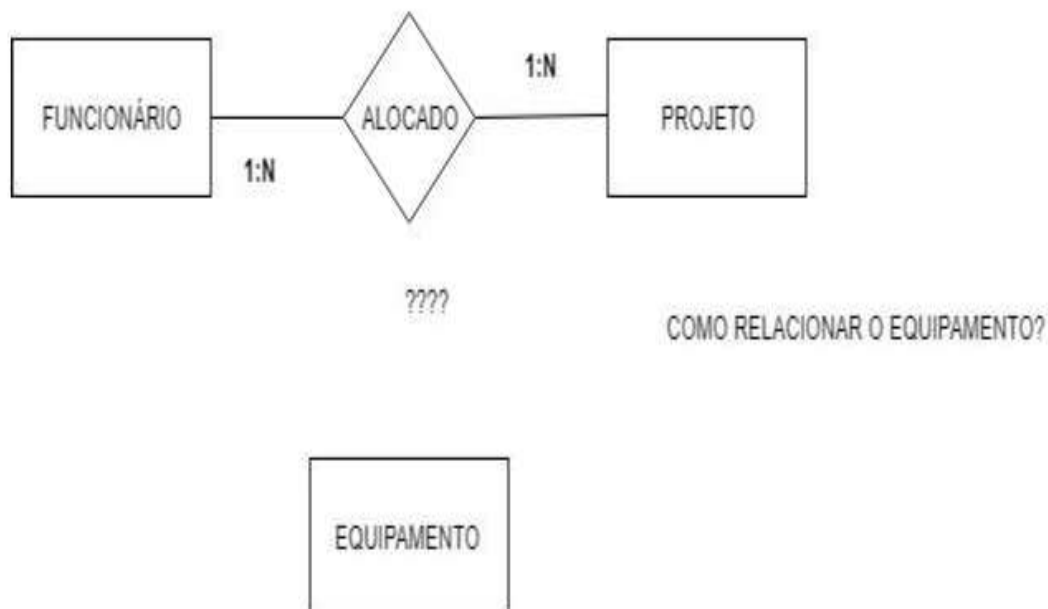 1:N
FUNCIONÁRIO
ALOCADO
PROJETO
1:N
????
COMO RELACIONAR O EQUIPAMENTO?
EQUIPAMENTO